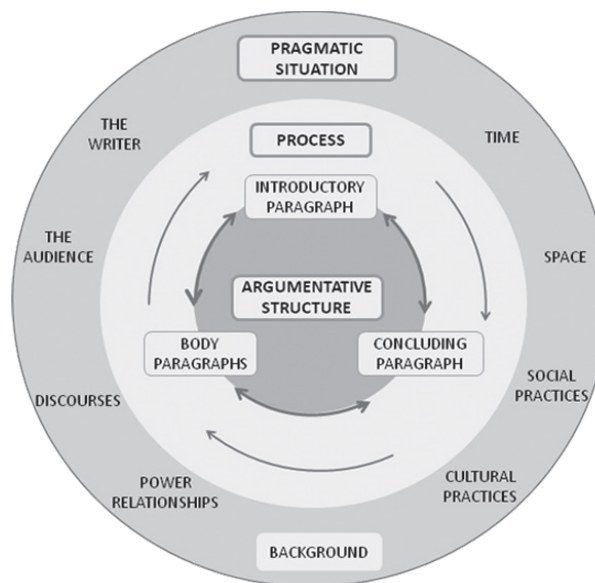 PRAGMATIC
SITUATION
THE
WRITER
TIME
PROCESS
INTRODUCTORY
PARAGRAPH
THE
AUDIENCE
SPACE
ARGUMENTATIVE
STRUCTURE
BODY
PARAGRAPHS
CONCLUDING
PARAGRAPH
DISCOURSES
SOCIAL
PRACTICES
POWER
RELATIONSHIPS
CULTURAL
PRACTICES
BACKGROUND